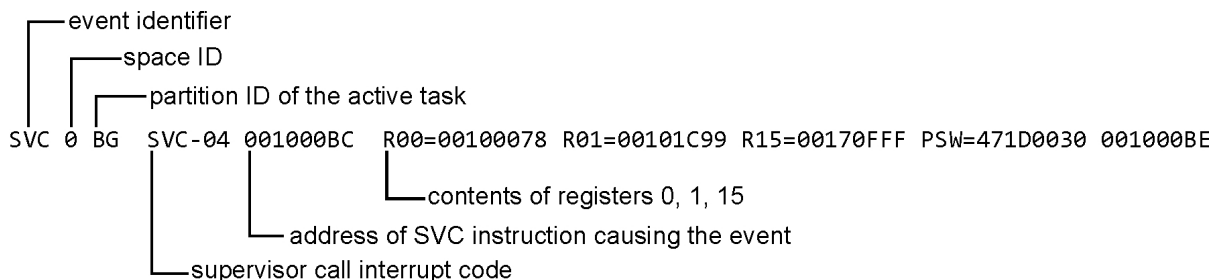 event identifier
space ID
partition ID of the active task
SVC 0 BG SVC-04 001000BC R00=00100078 R01=00101C99 R15=00170FFF PSW=471D0030 001000BE
contents of registers 0, 1, 15
address of SVC instruction causing the event
supervisor call interrupt code